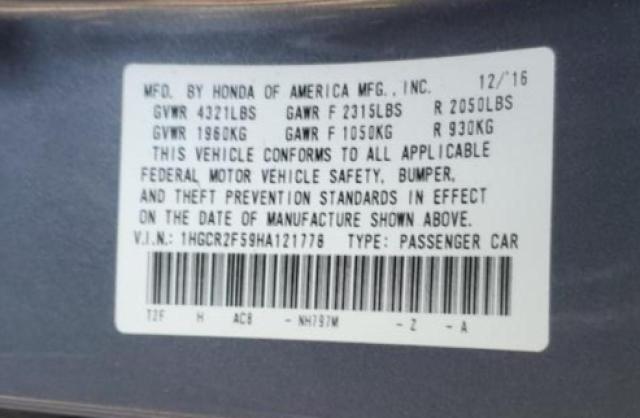 MFD. BY HONDA OF AMERICA MFG., INC. 12/'16
GVWR 4321LBS GAWR F 2315LBS R 2050LBS
GVWR 1960KG GAWR F 1050KG R 930KG
THIS VEHICLE CONFORMS TO ALL APPLICABLE
FEDERAL MOTOR VEHICLE SAFETY, BUMPER,
AND THEFT PREVENTION STANDARDS IN EFFECT
ON THE DATE OF MANUFACTURE SHOWN ABOVE.
V.I.N.: 1HGCR2F59HA121778 TYPE: PASSENGER CAR
T2F H AC8 - NH797M - Z - A